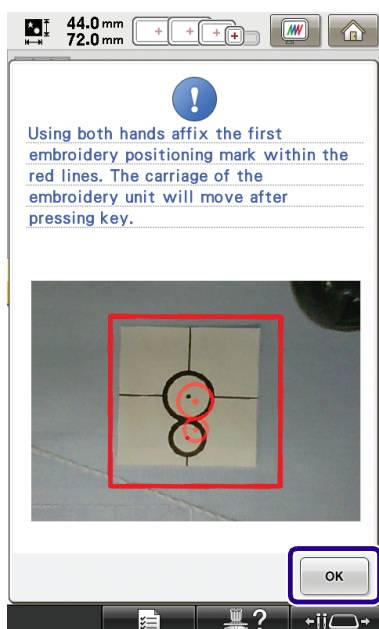 44.0 mm
72.0 mm
Using both hands affix the first
embroidery positioning mark within the
red lines. The carriage of the
embroidery unit will move after
pressing key.
OK
?